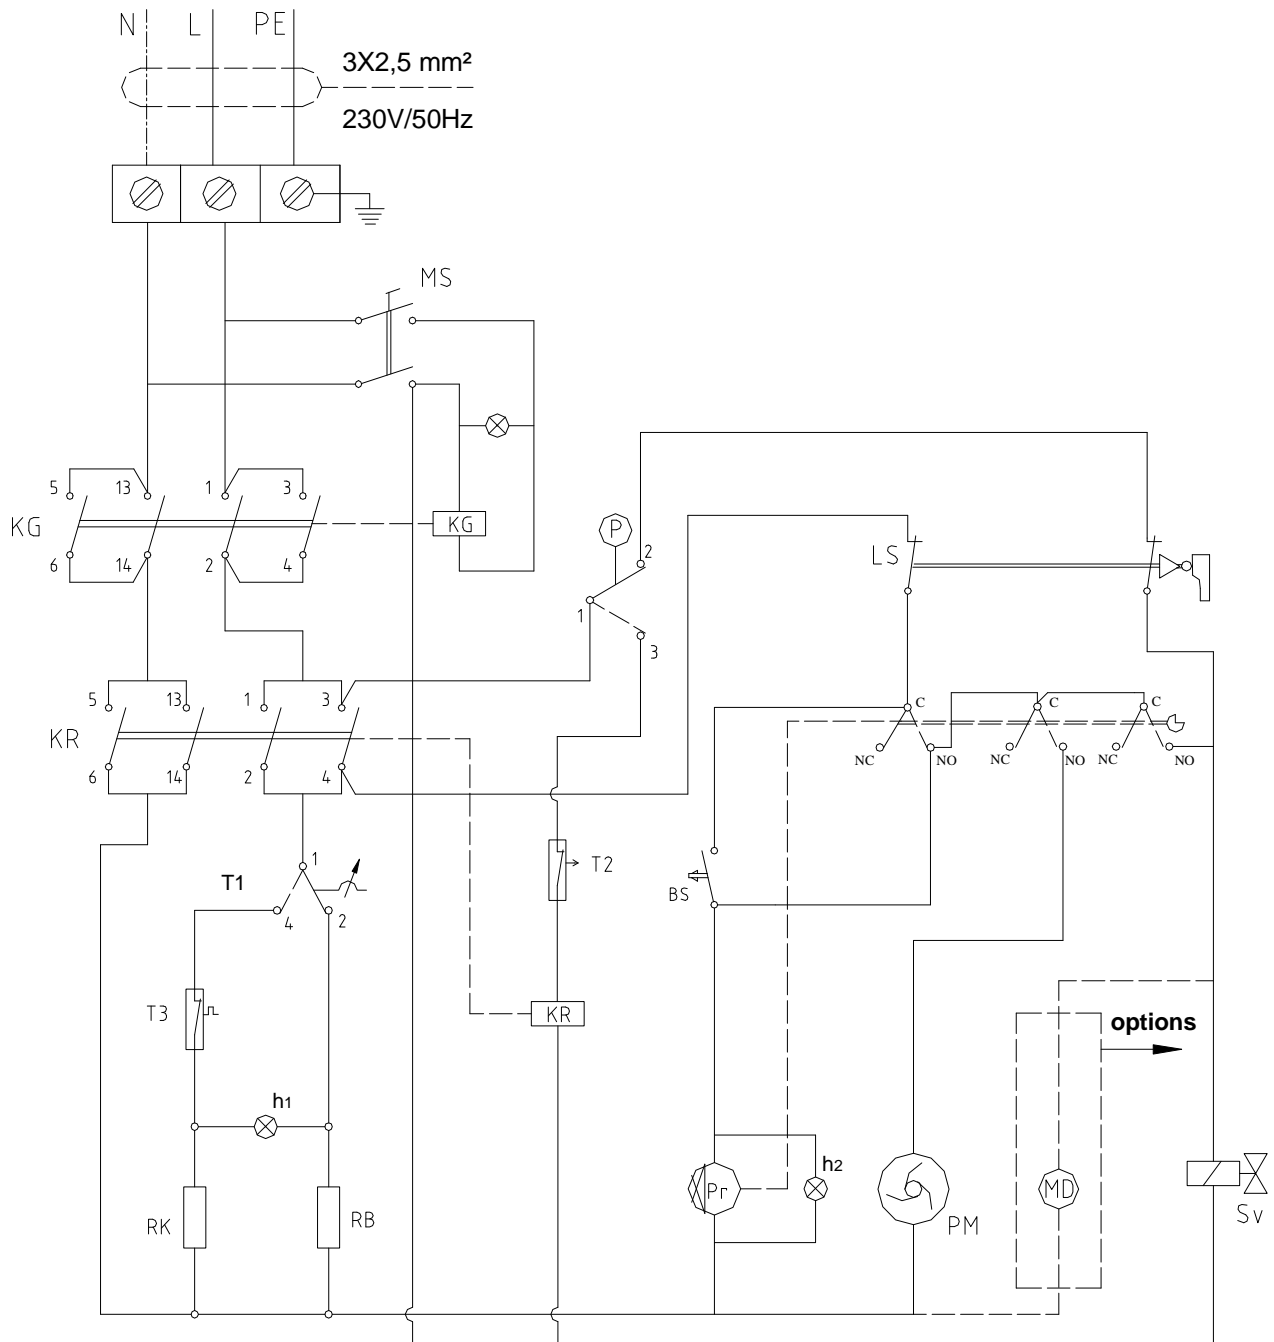 N L PE
3X2,5 mm²
230V/50Hz
MS
5 13 1 3
KG
KG
6 14 2 4
P
2
1
3
LS
5 13 1 3
KR
6 14 2 4
C C C
NC NO NC NO NC NO
1
T1
4 2
T2
BS
T3
KR
options
h1
h2
RK
RB
Pr
PM
MD
Sv